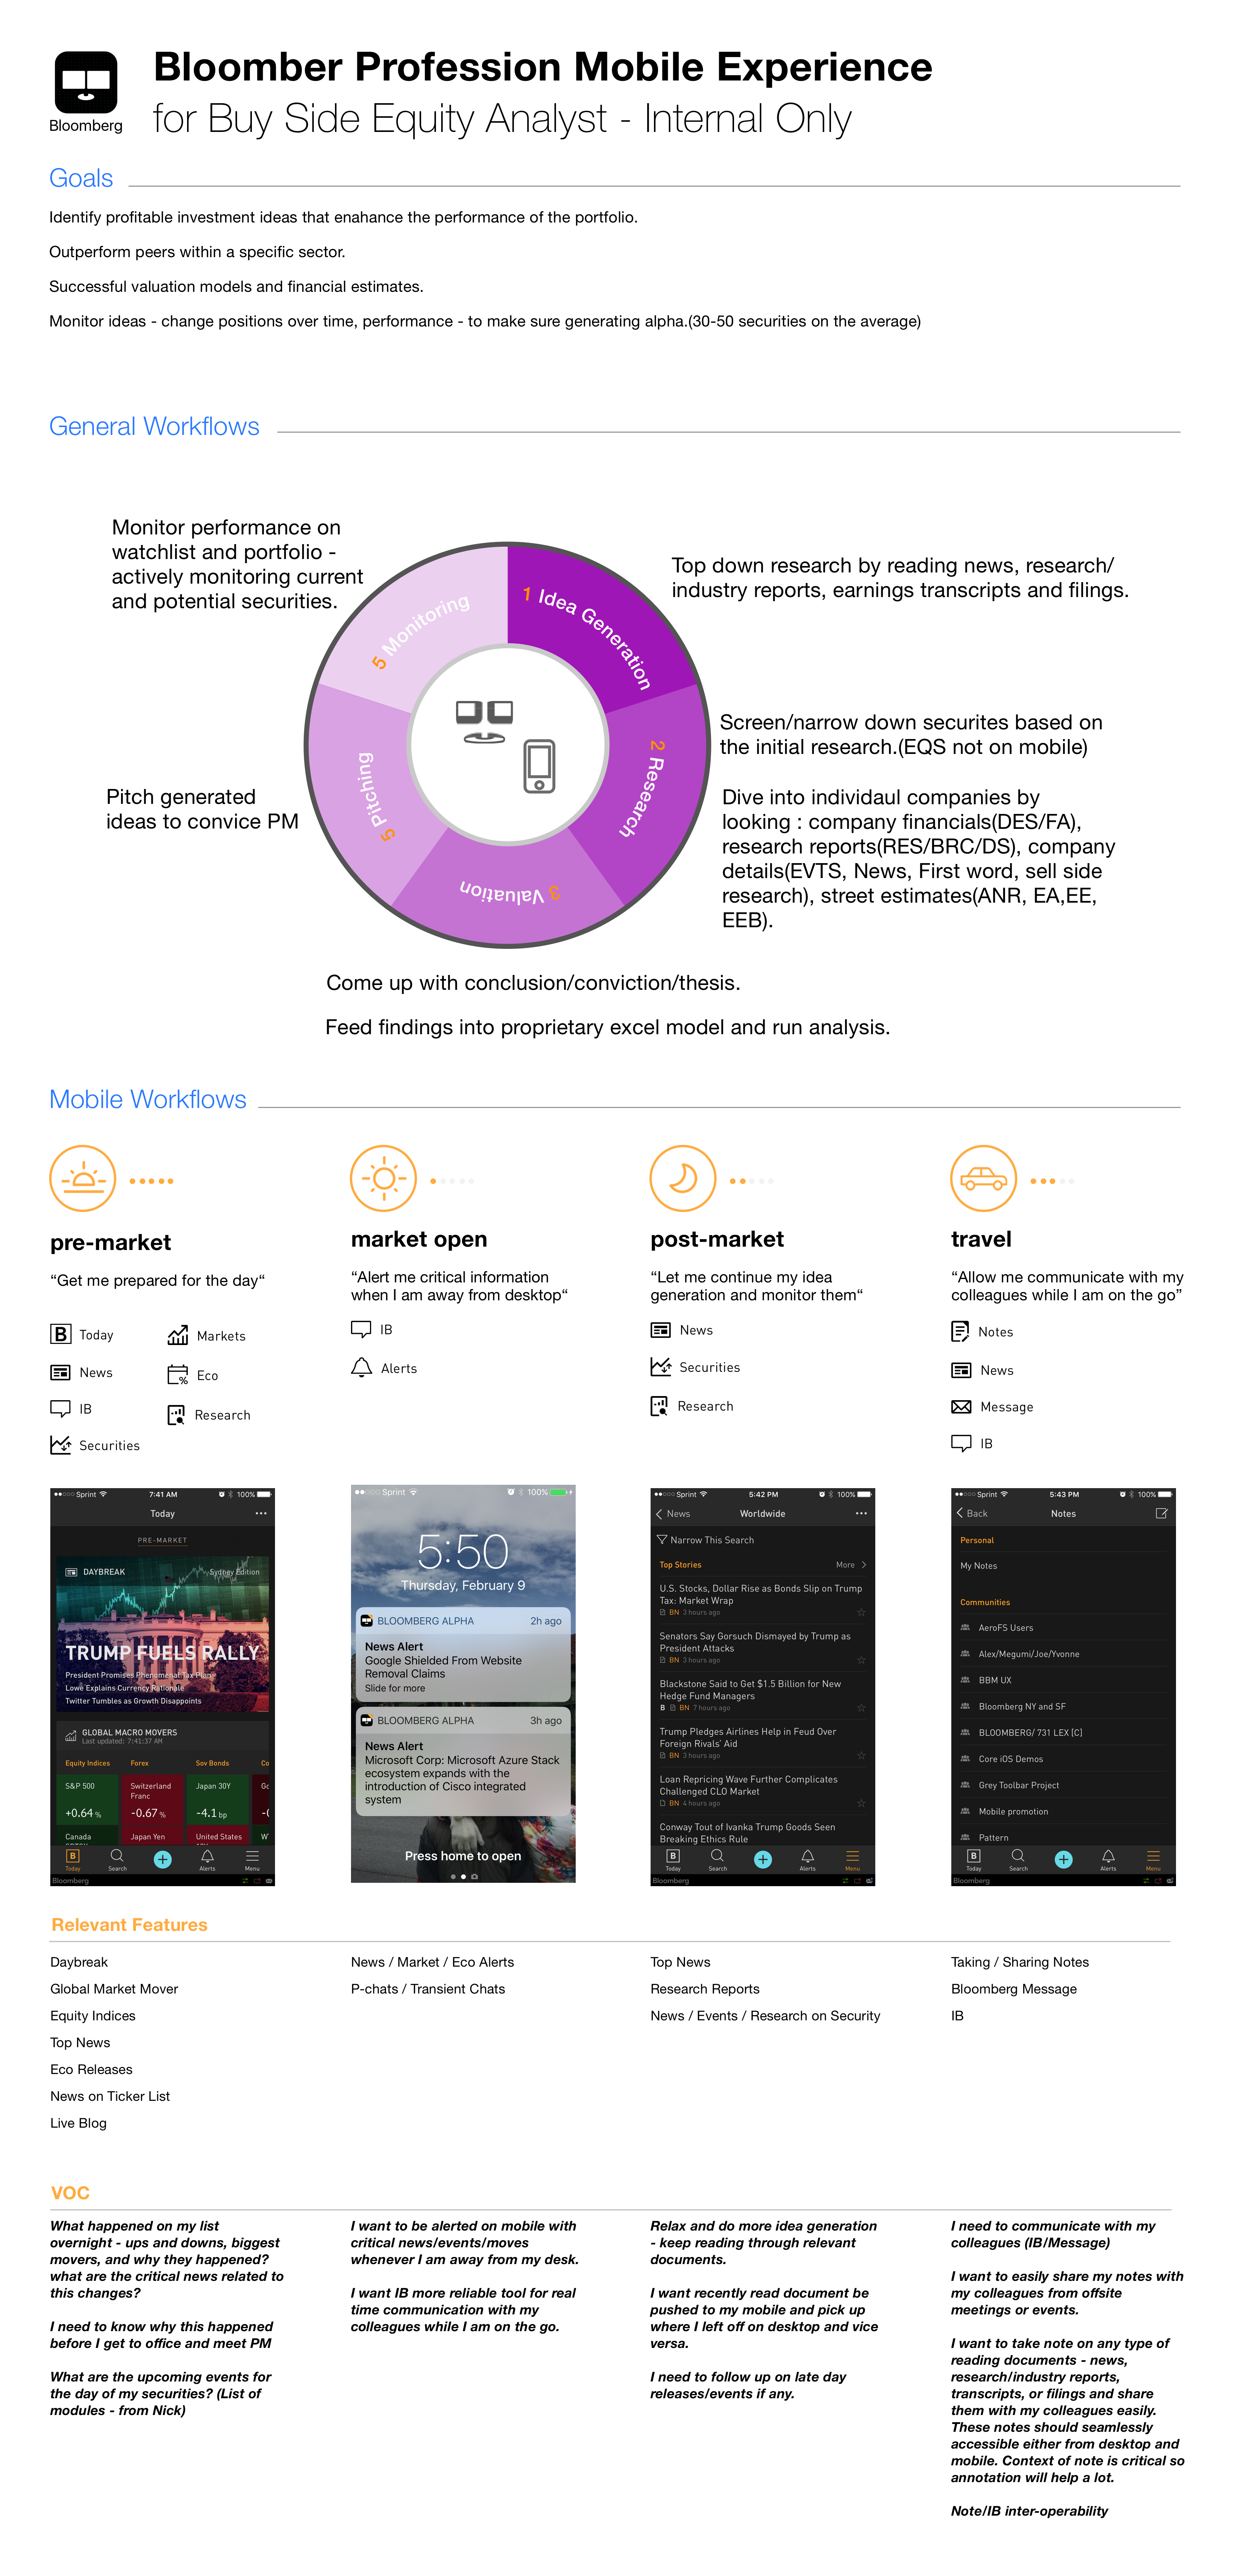 Bloomberg
Bloomber Profession Mobile Experience
for Buy Side Equity Analyst - Internal Only
Goals
Identify profitable investment ideas that enahance the performance of the portfolio.
Outperform peers within a specific sector.
Successful valuation models and financial estimates.
Monitor ideas - change positions over time, performance - to make sure generating alpha.(30-50 securities on the average)
General Workflows
Monitor performance on
watchlist and portfolio -
actively monitoring current
and potential securities.
Top down research by reading news, research/
industry reports, earnings transcripts and filings.
1 Idea Generation
2 Research
3 Valuation
5 Pitching
5 Monitoring
Screen/narrow down securites based on
the initial research.(EQS not on mobile)
Dive into individaul companies by
looking : company financials(DES/FA),
research reports(RES/BRC/DS), company
details(EVTS, News, First word, sell side
research), street estimates(ANR, EA,EE,
EEB).
Pitch generated
ideas to convice PM
Come up with conclusion/conviction/thesis.
Feed findings into proprietary excel model and run analysis.
Mobile Workflows
pre-market
“Get me prepared for the day“
B Today
News
IB
Securities
Markets
% Eco
Research
market open
“Alert me critical information
when I am away from desktop“
IB
Alerts
post-market
“Let me continue my idea
generation and monitor them“
News
Securities
Research
travel
“Allow me communicate with my
colleagues while I am on the go”
Notes
News
Message
IB
Sprint 7:41 AM 100%
Today
PRE-MARKET
DAYBREAK Sydney Edition
TRUMP FUELS RALLY
President Promises Phenomenal Tax Plan
Lowe Explains Currency Rationale
Twitter Tumbles as Growth Disappoints
GLOBAL MACRO MOVERS
Last updated: 7:41:37 AM
Equity Indices Forex Sov Bonds Co
S&P 500
+0.64 %
Switzerland
Franc
-0.67 %
Japan 30Y
-4.1 bp
Gc
-(
Canada
Japan Yen
United States
W
B
Today Search Alerts Menu
Bloomberg
Sprint 100%
5:50
Thursday, February 9
BLOOMBERG ALPHA 2h ago
News Alert
Google Shielded From Website
Removal Claims
Slide for more
BLOOMBERG ALPHA 3h ago
News Alert
Microsoft Corp: Microsoft Azure Stack
ecosystem expands with the
introduction of Cisco integrated
system
Press home to open
Sprint 5:42 PM 100%
News Worldwide
Narrow This Search
Top Stories More
U.S. Stocks, Dollar Rise as Bonds Slip on Trump
Tax: Market Wrap
BN 3 hours ago
Senators Say Gorsuch Dismayed by Trump as
President Attacks
BN 3 hours ago
Blackstone Said to Get $1.5 Billion for New
Hedge Fund Managers
B BN 7 hours ago
Trump Pledges Airlines Help in Feud Over
Foreign Rivals' Aid
BN 3 hours ago
Loan Repricing Wave Further Complicates
Challenged CLO Market
BN 4 hours ago
Conway Tout of Ivanka Trump Goods Seen
Breaking Ethics Rule
B
Today Search Alerts Menu
Bloomberg
Sprint 5:43 PM 100%
Back Notes
Personal
My Notes
Communities
AeroFS Users
Alex/Megumi/Joe/Yvonne
BBM UX
Bloomberg NY and SF
BLOOMBERG/ 731 LEX [C]
Core iOS Demos
Grey Toolbar Project
Mobile promotion
Pattern
B
Today Search Alerts Menu
Bloomberg
Relevant Features
Daybreak
Global Market Mover
Equity Indices
Top News
Eco Releases
News on Ticker List
Live Blog
News / Market / Eco Alerts
P-chats / Transient Chats
Top News
Research Reports
News / Events / Research on Security
Taking / Sharing Notes
Bloomberg Message
IB
VOC
What happened on my list
overnight - ups and downs, biggest
movers, and why they happened?
what are the critical news related to
this changes?
I need to know why this happened
before I get to office and meet PM
What are the upcoming events for
the day of my securities? (List of
modules - from Nick)
I want to be alerted on mobile with
critical news/events/moves
whenever I am away from my desk.
I want IB more reliable tool for real
time communication with my
colleagues while I am on the go.
Relax and do more idea generation
- keep reading through relevant
documents.
I want recently read document be
pushed to my mobile and pick up
where I left off on desktop and vice
versa.
I need to follow up on late day
releases/events if any.
I need to communicate with my
colleagues (IB/Message)
I want to easily share my notes with
my colleagues from offsite
meetings or events.
I want to take note on any type of
reading documents - news,
research/industry reports,
transcripts, or filings and share
them with my colleagues easily.
These notes should seamlessly
accessible either from desktop and
mobile. Context of note is critical so
annotation will help a lot.
Note/IB inter-operability